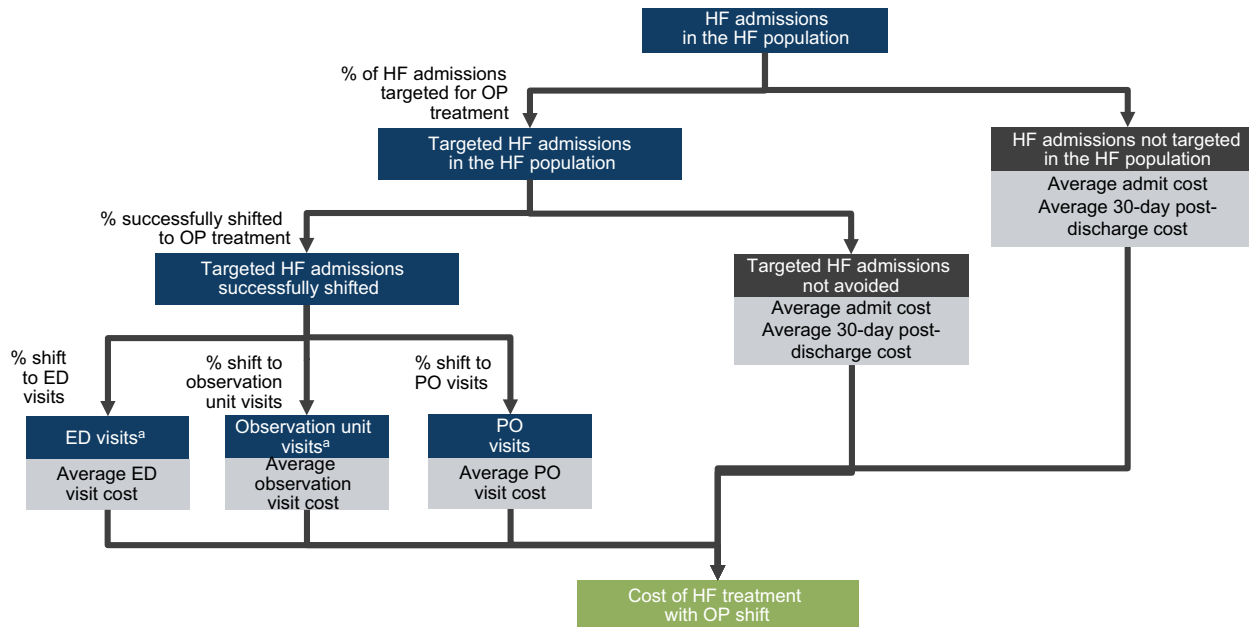 HF admissions
in the HF population
% of HF admissions
targeted for OP
treatment
Targeted HF admissions
in the HF population
HF admissions not targeted
in the HF population
Average admit cost
Average 30-day post-
discharge cost
% successfully shifted
to OP treatment
Targeted HF admissions
successfully shifted
Targeted HF admissions
not avoided
Average admit cost
Average 30-day post-
discharge cost
% shift
to ED
visits
% shift to
observation
unit visits
% shift to
PO visits
ED visitsᵃ
Average ED
visit cost
Observation unit
visitsᵃ
Average
observation
visit cost
PO
visits
Average PO
visit cost
Cost of HF treatment
with OP shift